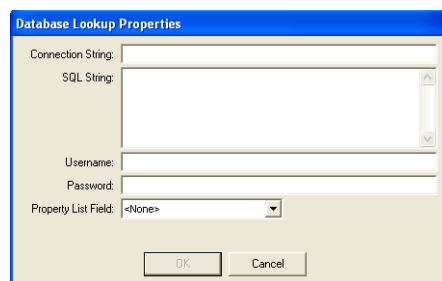 Database Lookup Properties
Connection String:
SQL String:
Username:
Password:
Property List Field: <None>
OK Cancel